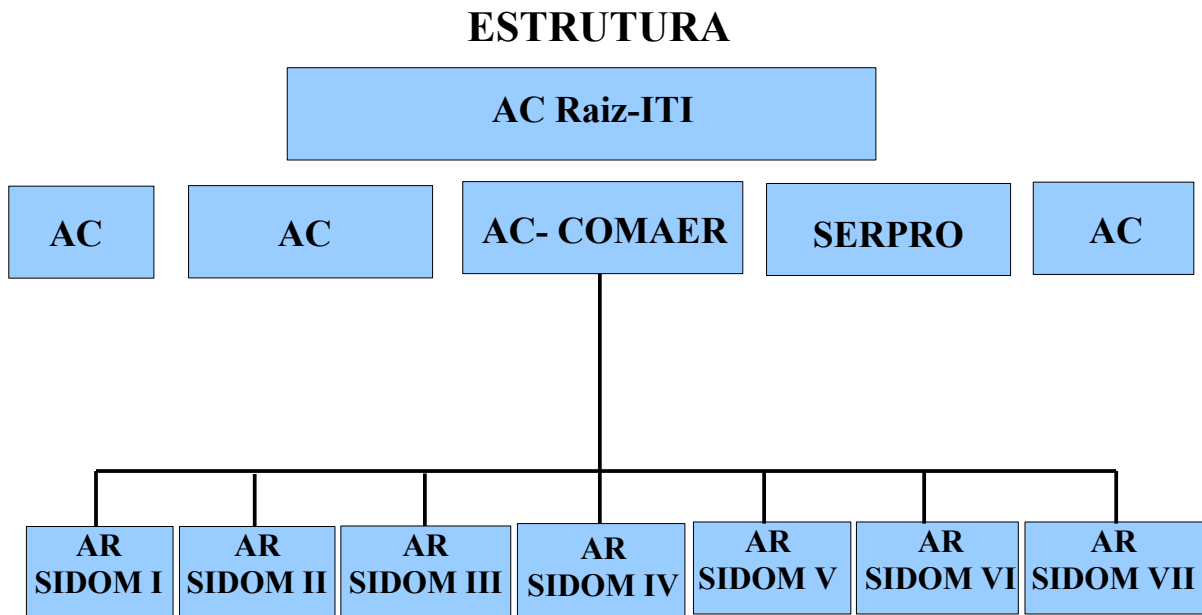 ESTRUTURA
AC Raiz-ITI
AC
AC
AC- COMAER
SERPRO
AC
AR
SIDOM I
AR
SIDOM II
AR
SIDOM III
AR
SIDOM IV
AR
SIDOM V
AR
SIDOM VI
AR
SIDOM VII